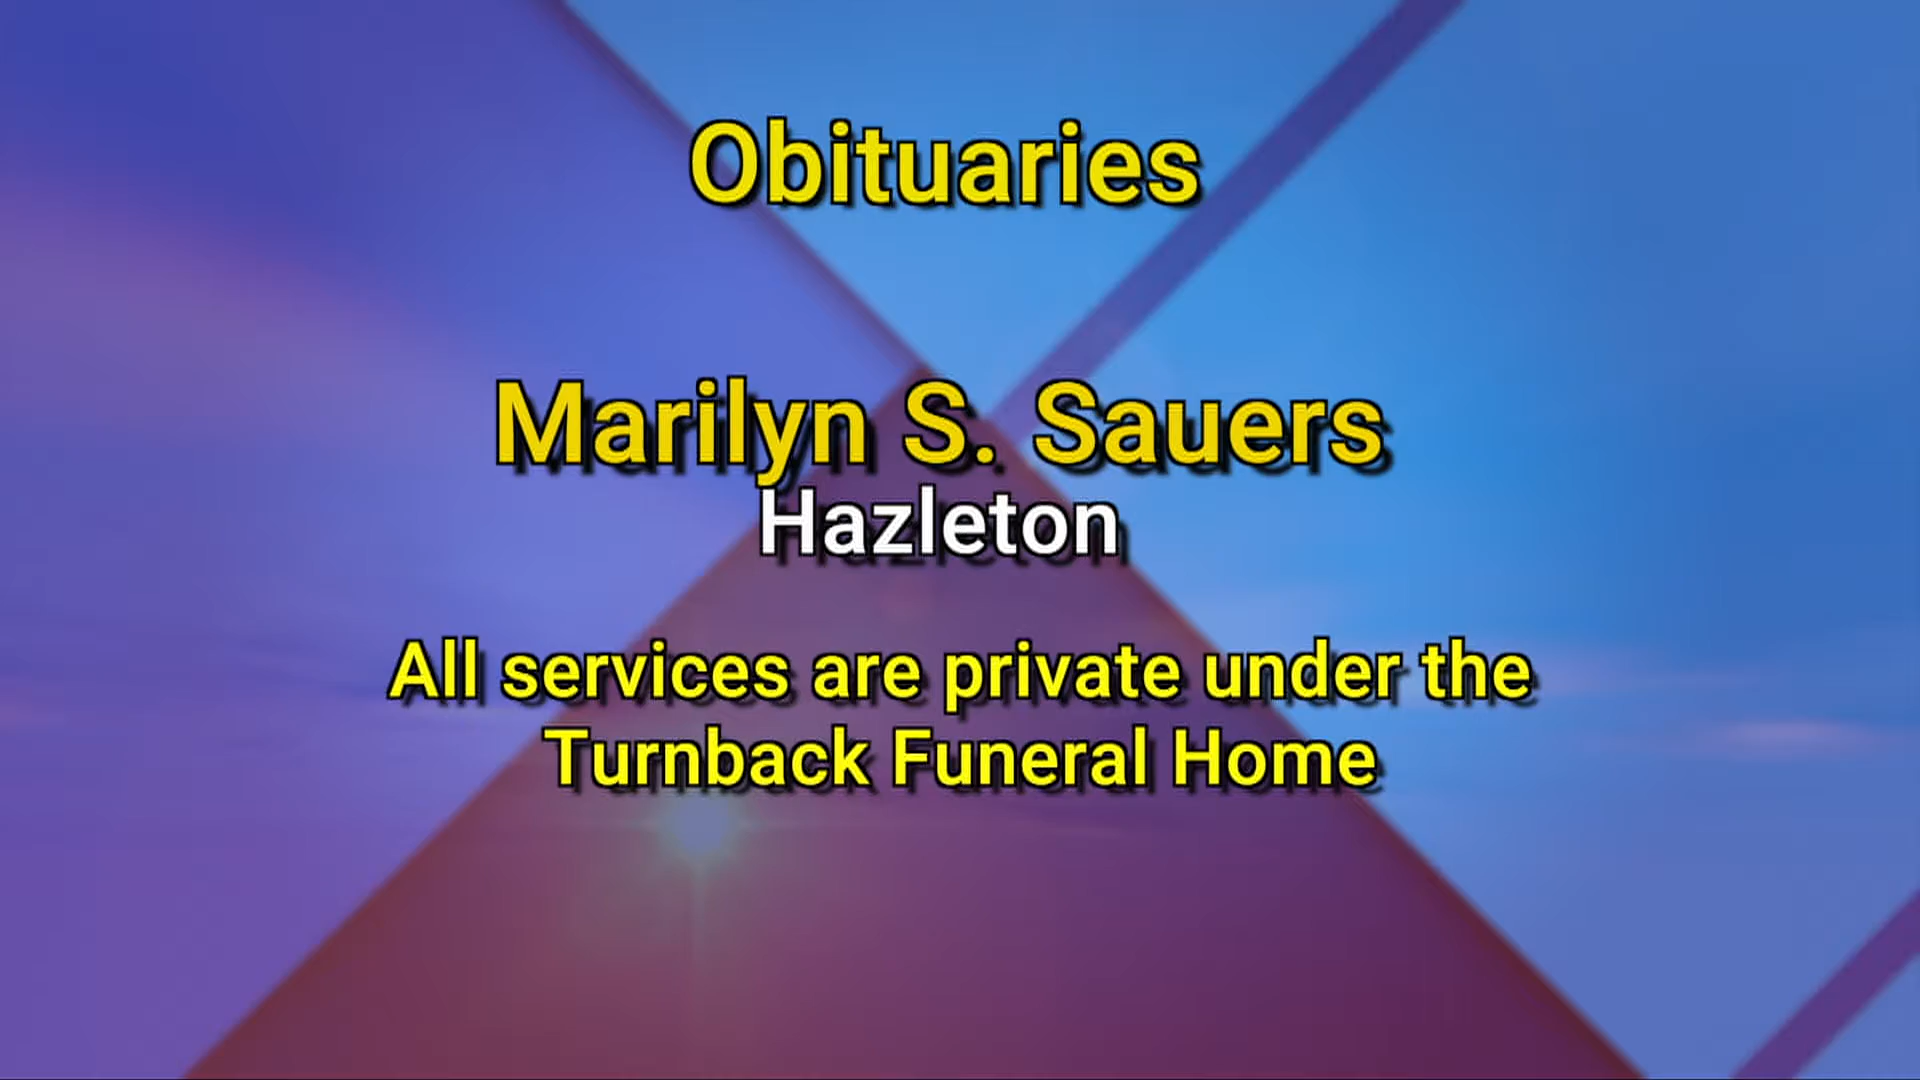 Obituaries
Marilyn S. Sauers
Hazleton
All services are private under the
Turnback Funeral Home